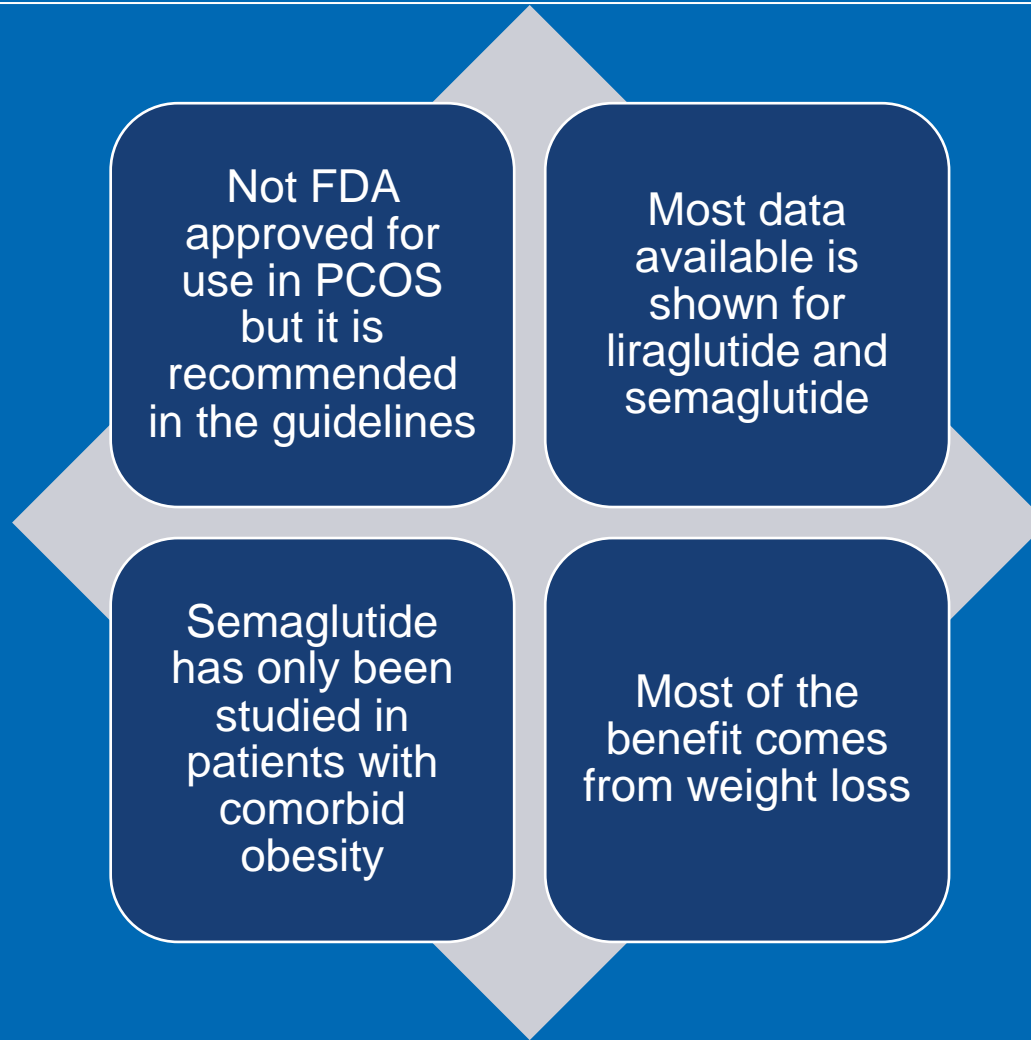 Not FDA
approved for
use in PCOS
but it is
recommended
in the guidelines
Most data
available is
shown for
liraglutide and
semaglutide
Semaglutide
has only been
studied in
patients with
comorbid
obesity
Most of the
benefit comes
from weight loss